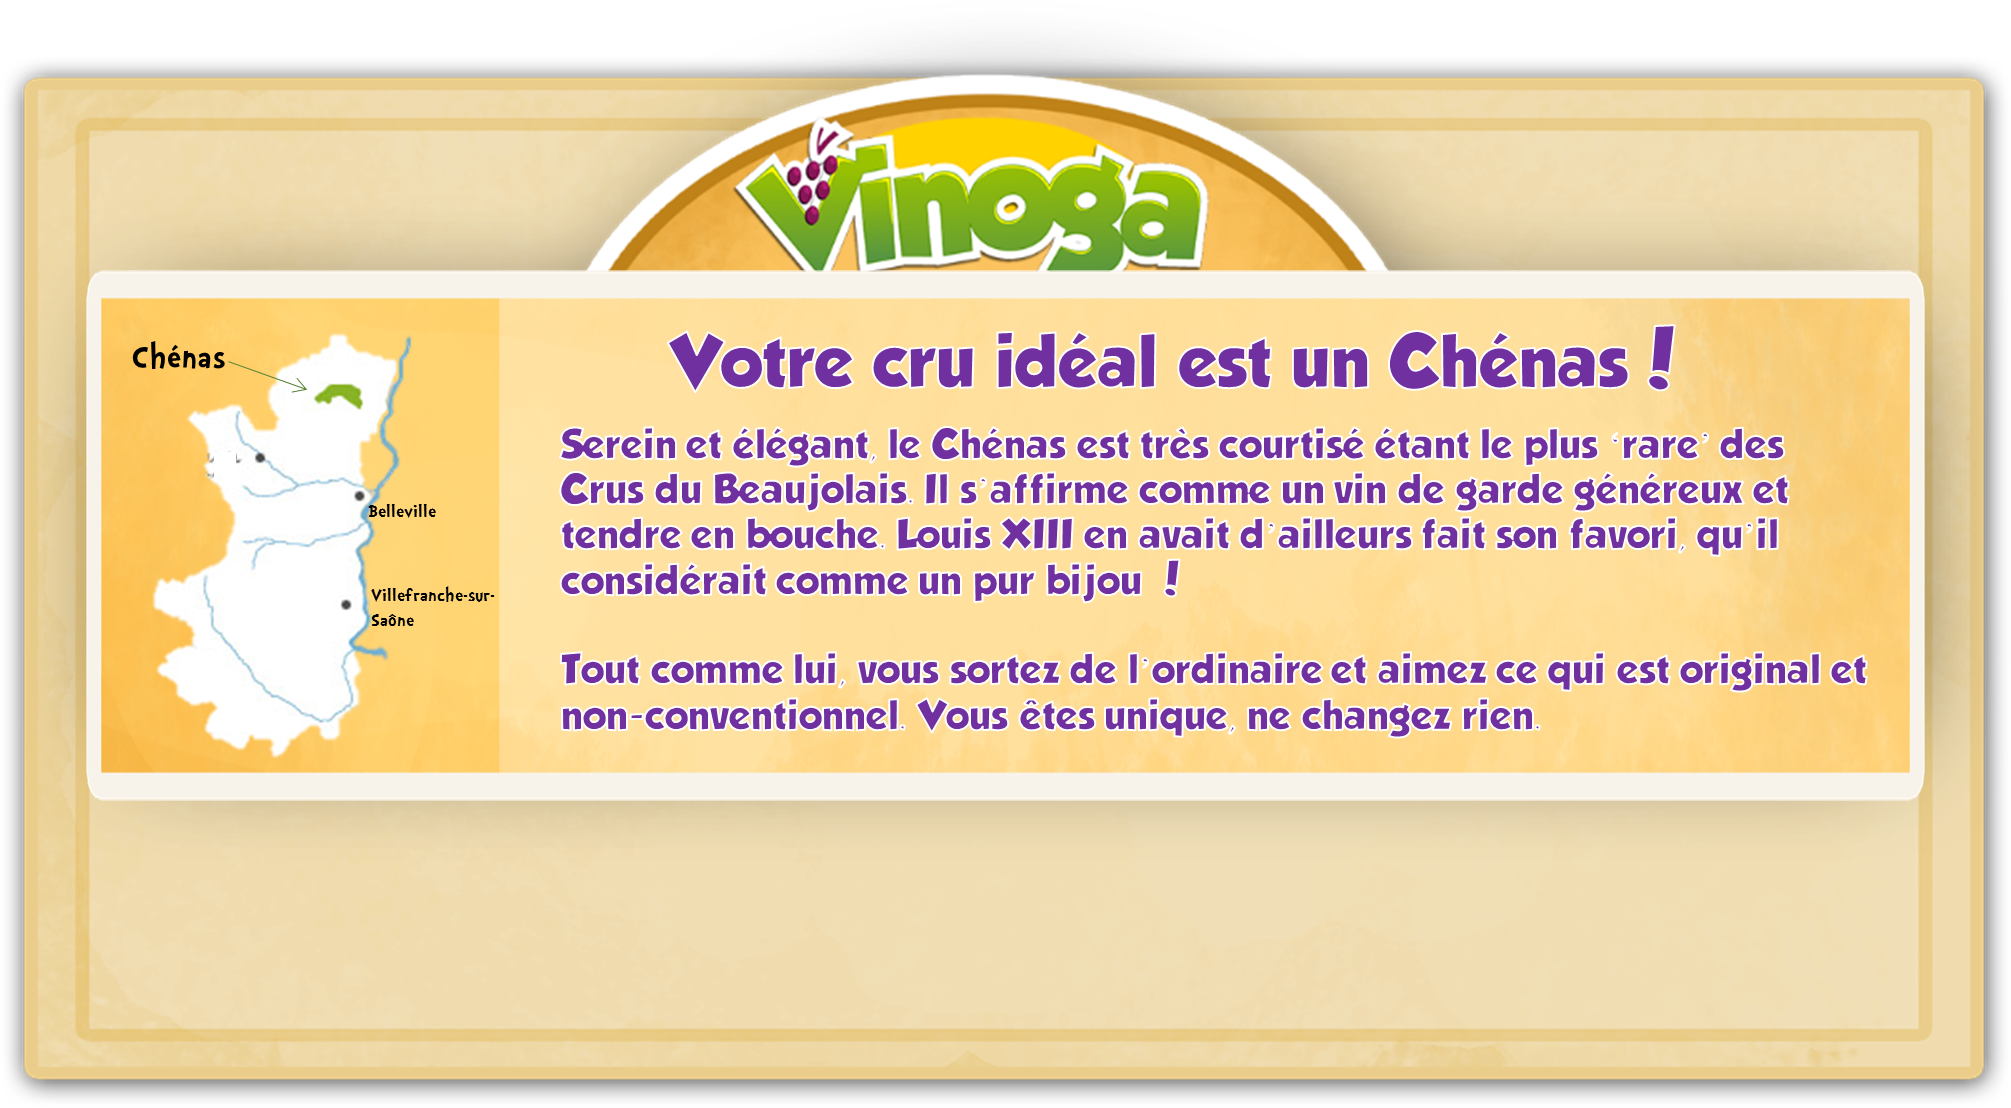 Vinoga
Chénas
Belleville
Villefranche-sur-
Saône
Votre cru idéal est un Chénas !
Serein et élégant, le Chénas est très courtisé étant le plus ‘rare’ des
Crus du Beaujolais. Il s’affirme comme un vin de garde généreux et
tendre en bouche. Louis XIII en avait d’ailleurs fait son favori, qu’il
considérait comme un pur bijou !
Tout comme lui, vous sortez de l’ordinaire et aimez ce qui est original et
non-conventionnel. Vous êtes unique, ne changez rien.